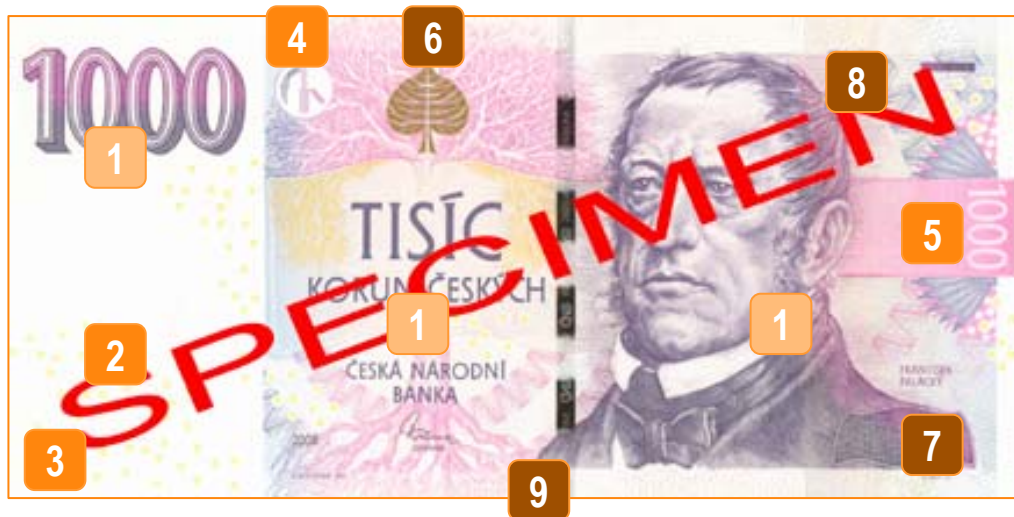 1000
4
6
8
1
TISÍC
KORUN ČESKÝCH
5
1000
SPECIMEN
1
1
2
ČESKÁ NÁRODNÍ
BANKA
FRANTIŠEK
PALACKÝ
2008
3
7
9